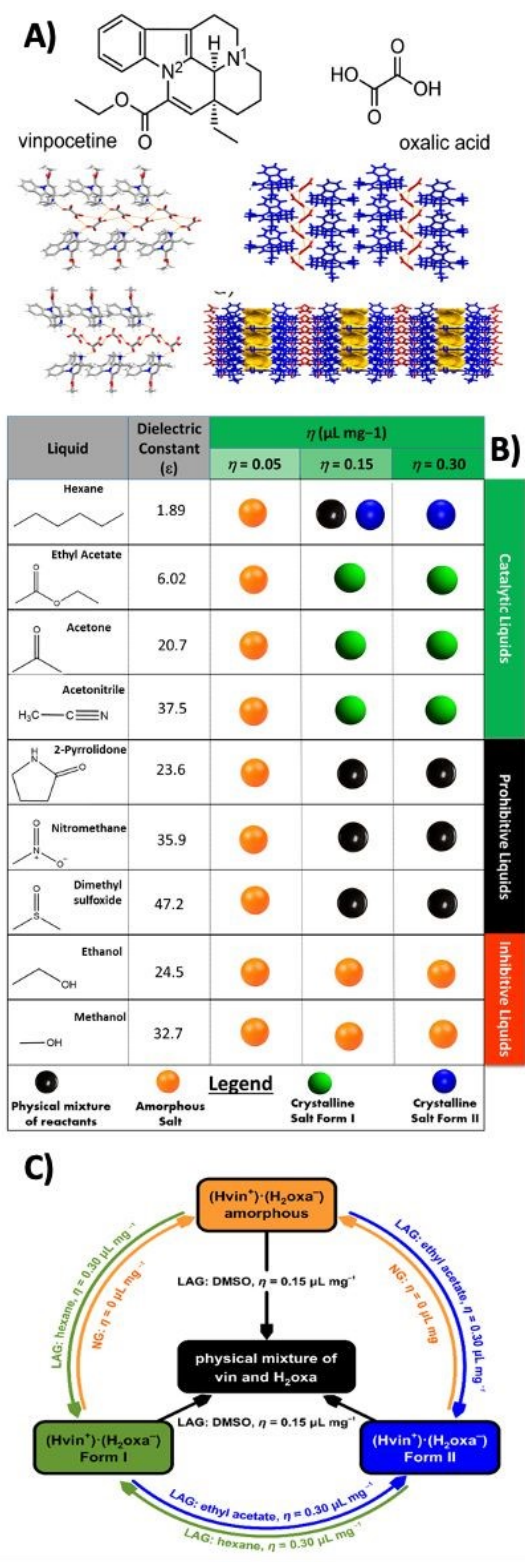 A)
H
N1
N2
O
O
HO
O
OH
O
vinpocetine
oxalic acid
Liquid
Dielectric
Constant
(ε)
η (µL mg–1)
η = 0.05
η = 0.15
η = 0.30
B)
Hexane
1.89
Ethyl Acetate
O
O
6.02
Acetone
O
20.7
Acetonitrile
H3C—C≡N
37.5
2-Pyrrolidone
H
N
O
23.6
Nitromethane
O
N+
O-
35.9
Dimethyl
sulfoxide
O
S
47.2
Ethanol
OH
24.5
Methanol
OH
32.7
Catalytic Liquids
Prohibitive Liquids
Inhibitive Liquids
Legend
Physical mixture
of reactants
Amorphous
Salt
Crystalline
Salt Form I
Crystalline
Salt Form II
C)
(Hvin⁺)·(H₂oxa⁻)
amorphous
LAG: hexane, η = 0.30 µL mg⁻¹
NG: η = 0 µL mg⁻¹
LAG: DMSO, η = 0.15 µL mg⁻¹
NG: η = 0 µL mg
LAG: ethyl acetate, η = 0.30 µL mg⁻¹
physical mixture of
vin and H₂oxa
LAG: DMSO, η = 0.15 µL mg⁻¹
(Hvin⁺)·(H₂oxa⁻)
Form I
(Hvin⁺)·(H₂oxa⁻)
Form II
LAG: ethyl acetate, η = 0.30 µL mg⁻¹
LAG: hexane, η = 0.30 µL mg⁻¹